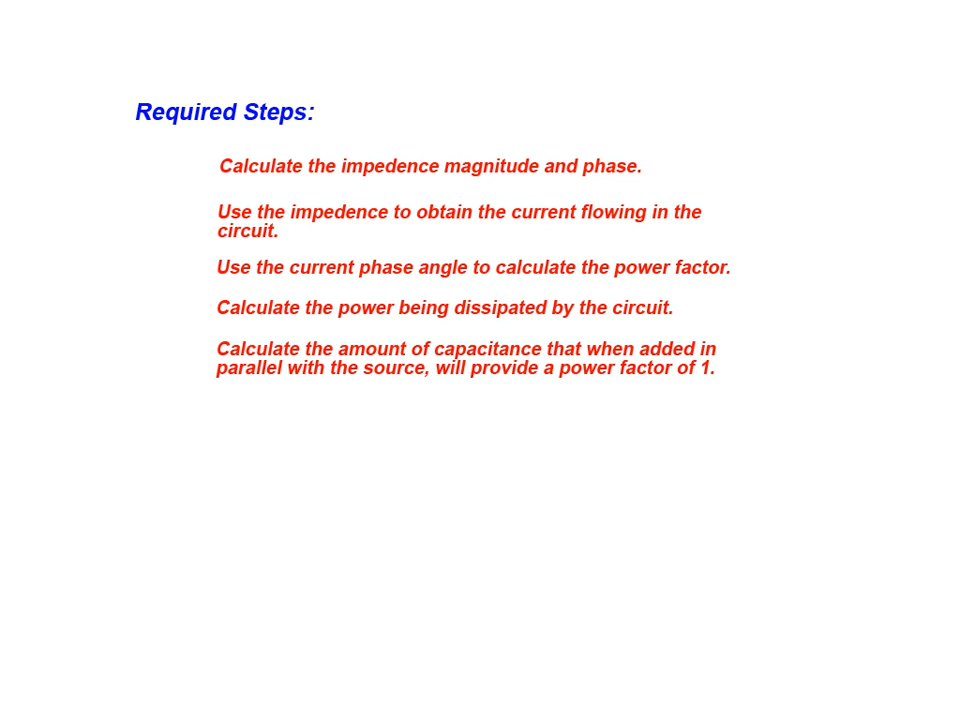 Required Steps:
Calculate the impedence magnitude and phase.
Use the impedence to obtain the current flowing in the
circuit.
Use the current phase angle to calculate the power factor.
Calculate the power being dissipated by the circuit.
Calculate the amount of capacitance that when added in
parallel with the source, will provide a power factor of 1.